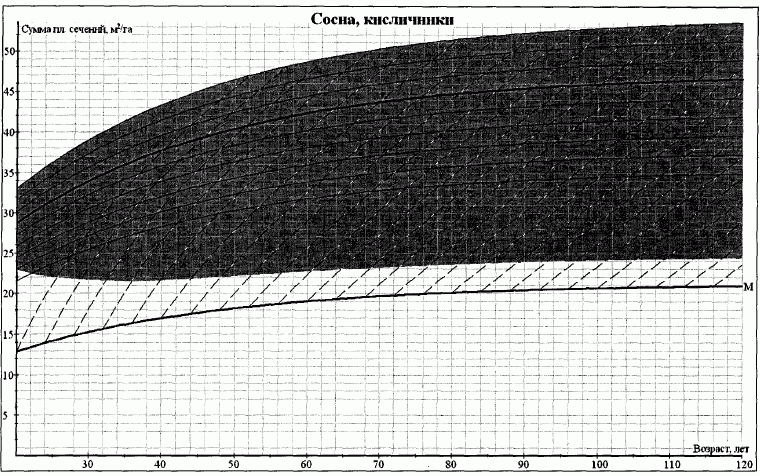 Сосна, кисличники
Сумма пл. сечений, м²/га
50
45
40
35
30
25
20
15
10
5
М
Возраст, лет
30 40 50 60 70 80 90 100 110 120